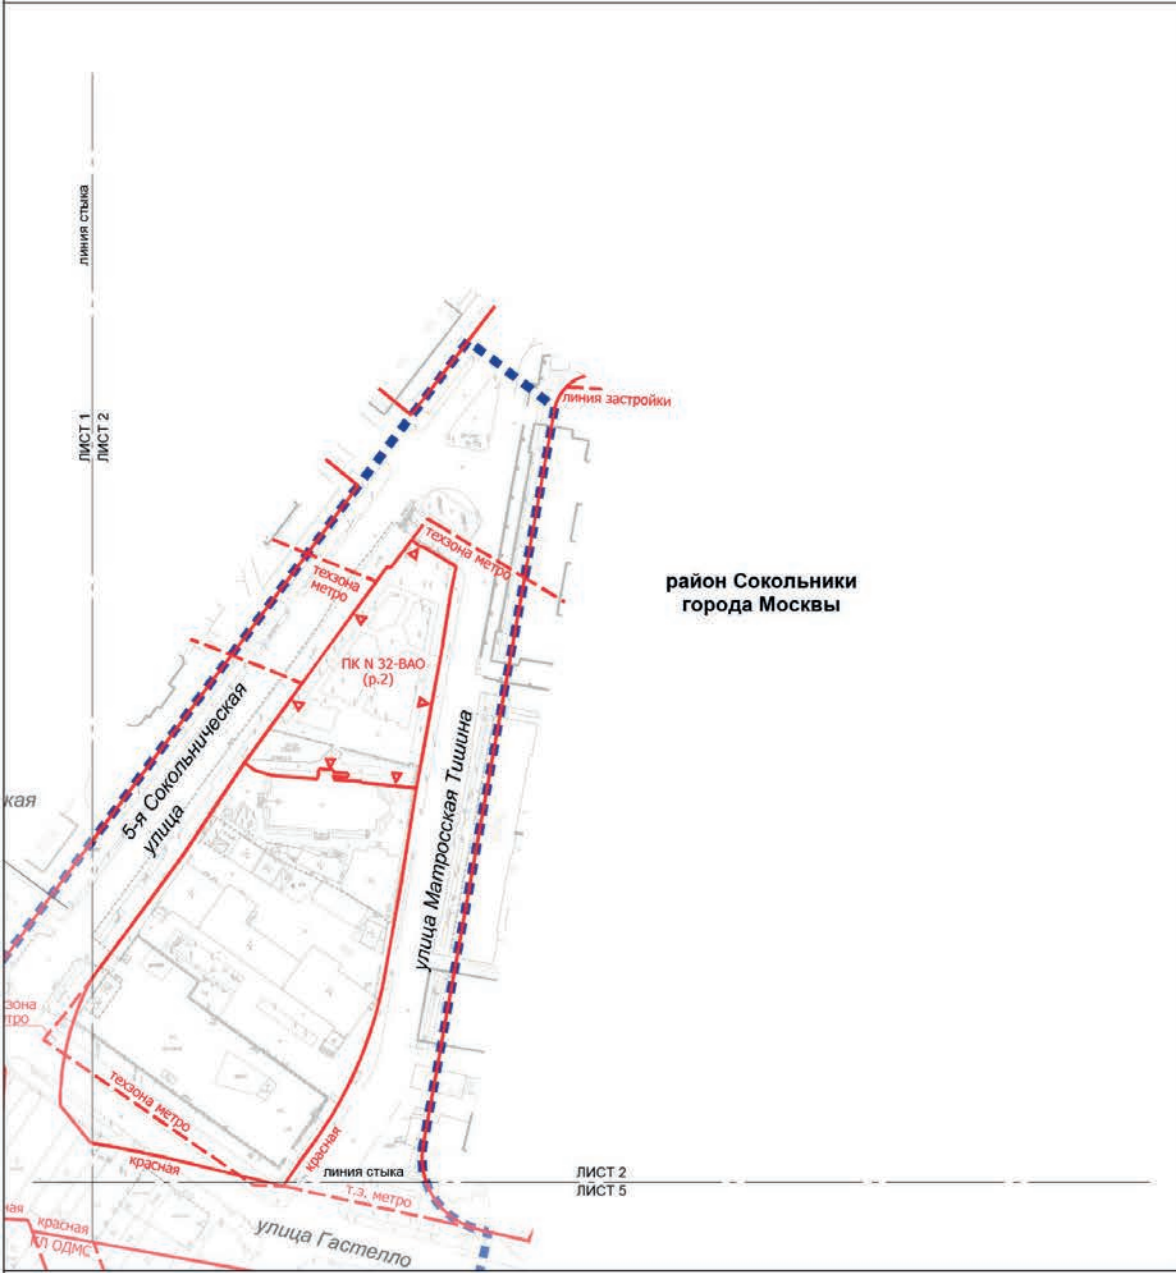 линия стыка
ЛИСТ 1
ЛИСТ 2
линия застройки
техзона метро
техзона
метро
район Сокольники
города Москвы
ПК N 32-ВАО
(р.2)
5-я Сокольническая
улица
улица Матросская Тишина
кая
зона
тро
техзона метро
красная
красная
линия стыка
ЛИСТ 2
ЛИСТ 5
т.з. метро
улица Гастелло
ная
красная
КЛ ОДМС